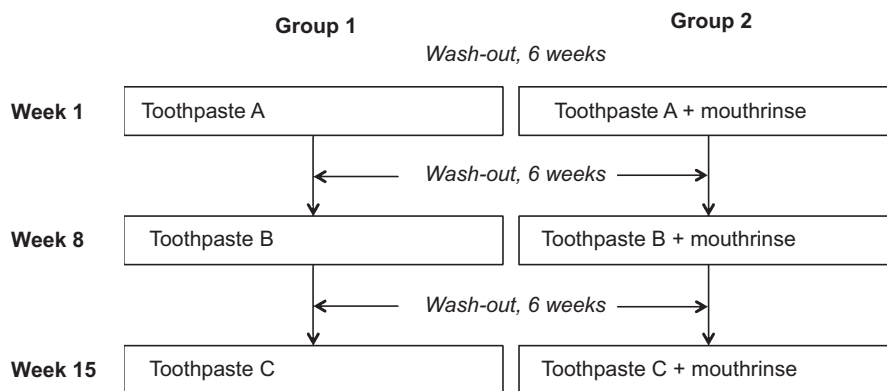 Group 1
Group 2
Wash-out, 6 weeks
Week 1
Toothpaste A
Toothpaste A + mouthrinse
Wash-out, 6 weeks
Week 8
Toothpaste B
Toothpaste B + mouthrinse
Wash-out, 6 weeks
Week 15
Toothpaste C
Toothpaste C + mouthrinse